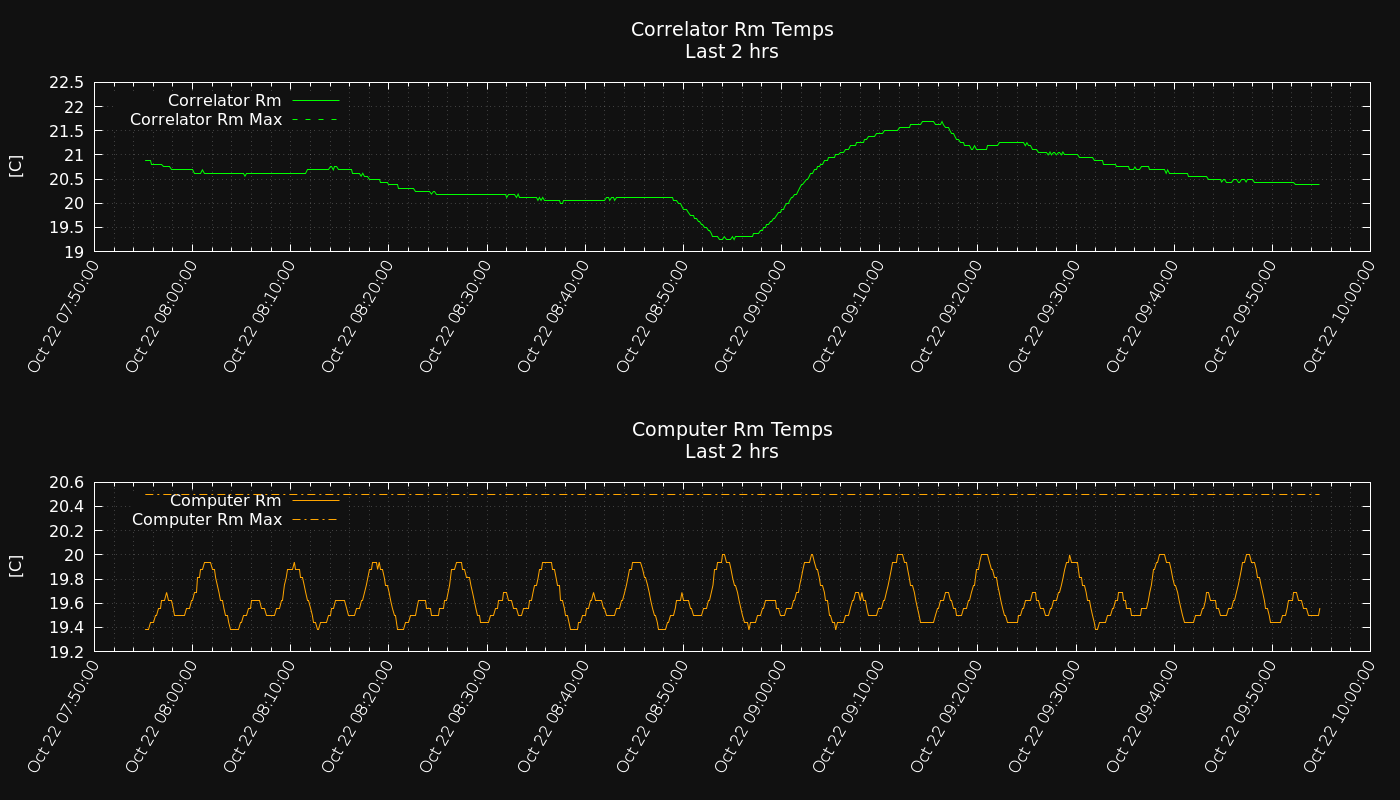 Correlator Rm Temps
Last 2 hrs
22.5
22
21.5
21
20.5
20
19.5
19
[C]
Correlator Rm
Correlator Rm Max
Oct 22 07:50:00
Oct 22 08:00:00
Oct 22 08:10:00
Oct 22 08:20:00
Oct 22 08:30:00
Oct 22 08:40:00
Oct 22 08:50:00
Oct 22 09:00:00
Oct 22 09:10:00
Oct 22 09:20:00
Oct 22 09:30:00
Oct 22 09:40:00
Oct 22 09:50:00
Oct 22 10:00:00
Computer Rm Temps
Last 2 hrs
20.6
20.4
20.2
20
19.8
19.6
19.4
19.2
[C]
Computer Rm
Computer Rm Max
Oct 22 07:50:00
Oct 22 08:00:00
Oct 22 08:10:00
Oct 22 08:20:00
Oct 22 08:30:00
Oct 22 08:40:00
Oct 22 08:50:00
Oct 22 09:00:00
Oct 22 09:10:00
Oct 22 09:20:00
Oct 22 09:30:00
Oct 22 09:40:00
Oct 22 09:50:00
Oct 22 10:00:00